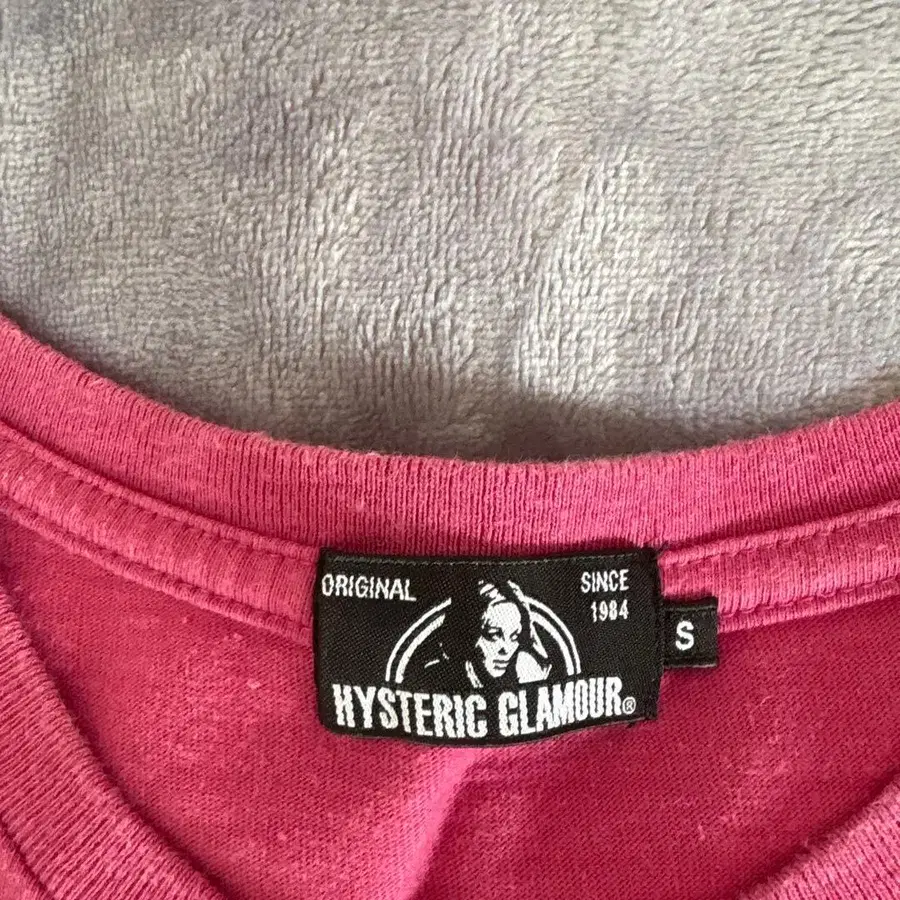 ORIGINAL
SINCE
1984
HYSTERIC GLAMOUR®
S